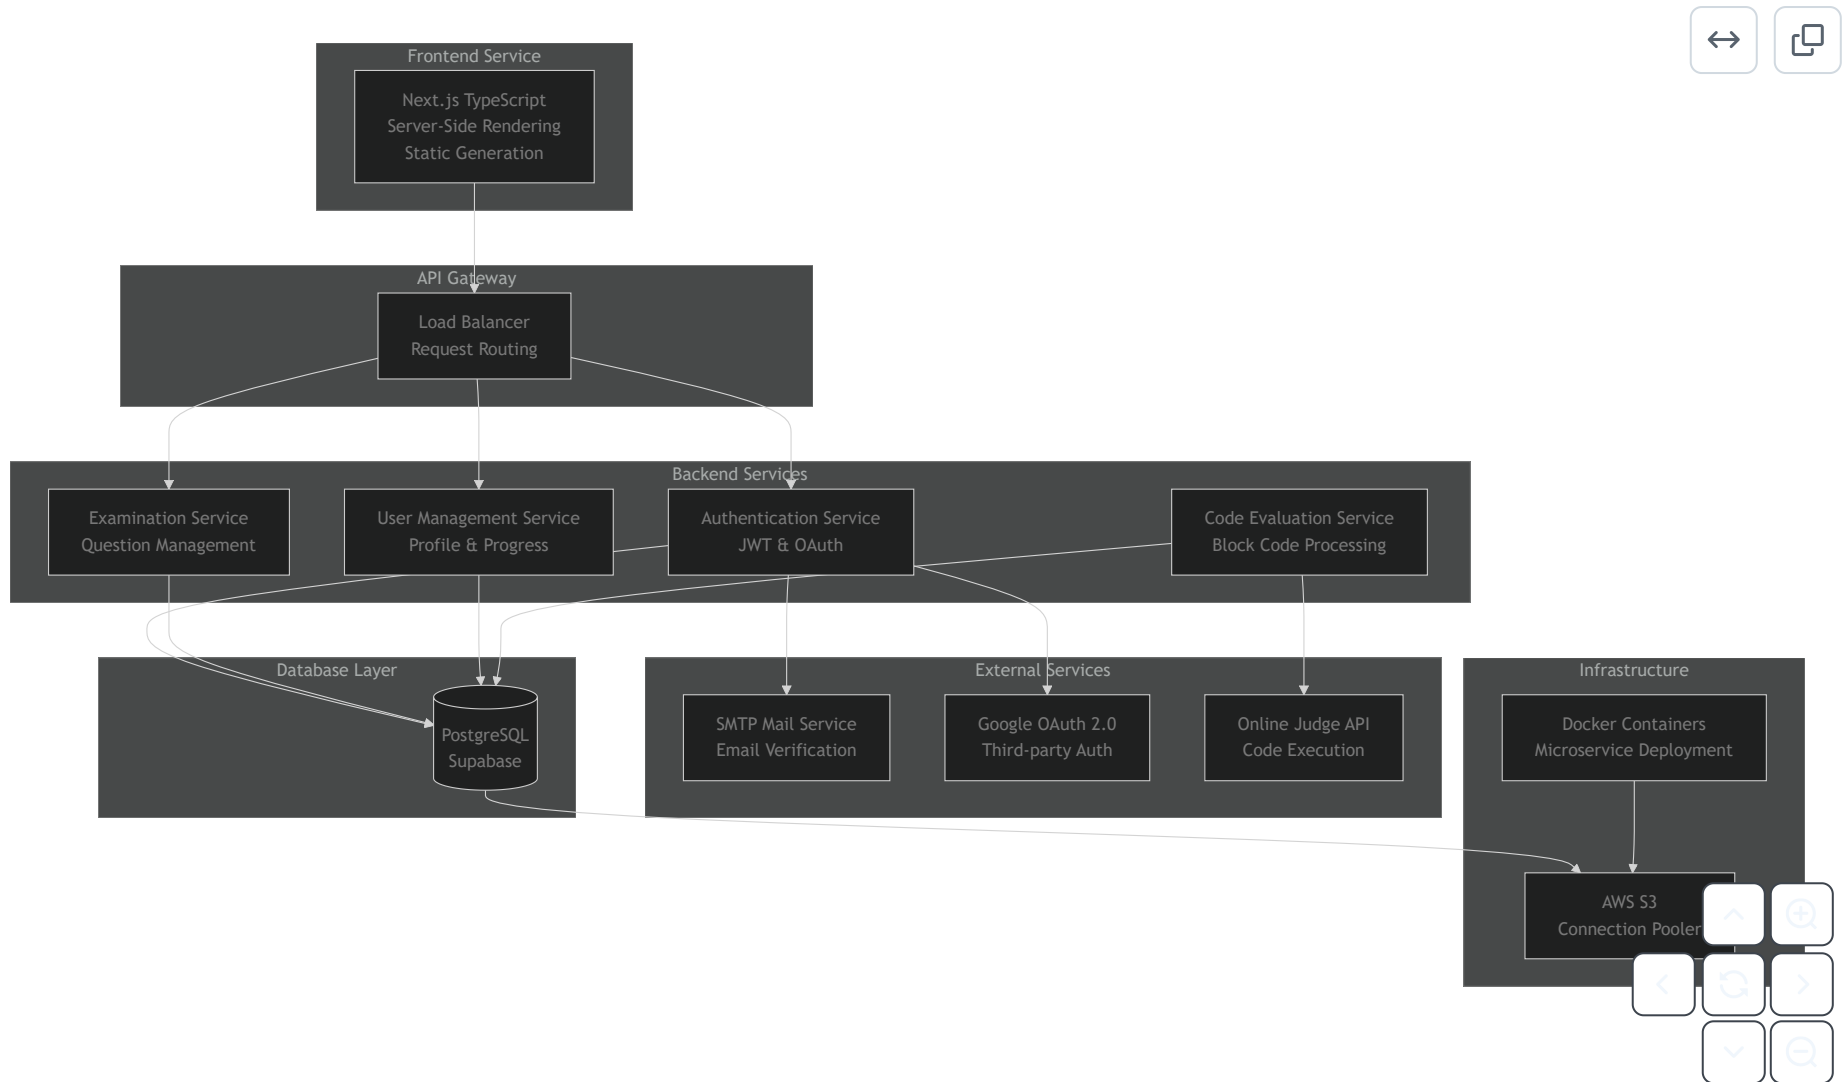 Frontend Service
Next.js TypeScript
Server-Side Rendering
Static Generation
API Gateway
Load Balancer
Request Routing
Backend Services
Examination Service
Question Management
User Management Service
Profile & Progress
Authentication Service
JWT & OAuth
Code Evaluation Service
Block Code Processing
Database Layer
PostgreSQL
Supabase
External Services
SMTP Mail Service
Email Verification
Google OAuth 2.0
Third-party Auth
Online Judge API
Code Execution
Infrastructure
Docker Containers
Microservice Deployment
AWS S3
Connection Pooler